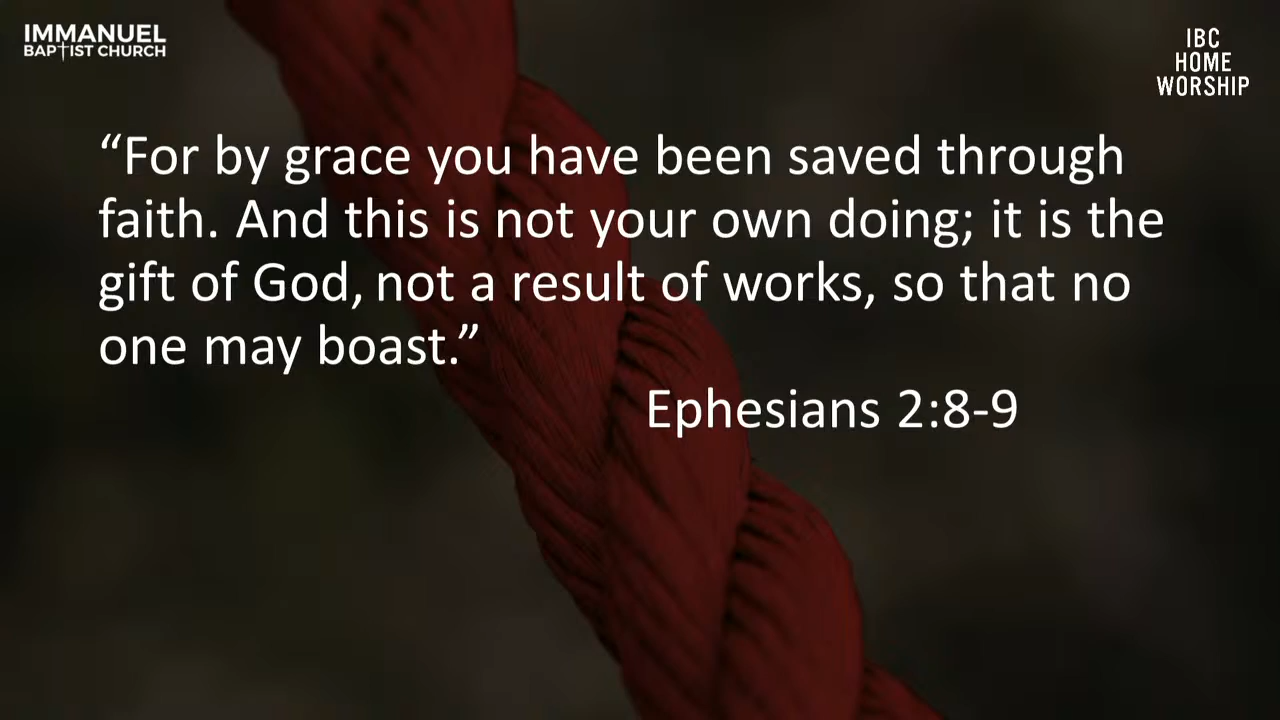 IMMANUEL
BAPTIST CHURCH
IBC
HOME
WORSHIP
“For by grace you have been saved through
faith. And this is not your own doing; it is the
gift of God, not a result of works, so that no
one may boast.”
Ephesians 2:8-9